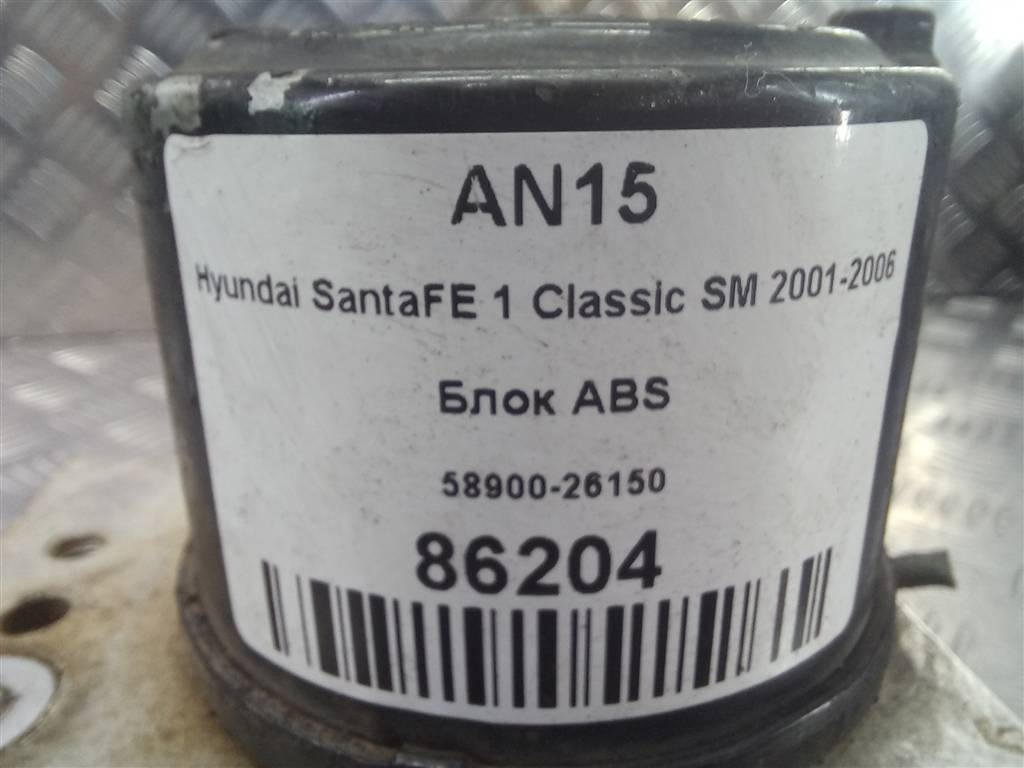 AN15
Hyundai SantaFE 1 Classic SM 2001-2006
Блок ABS
58900-26150
86204